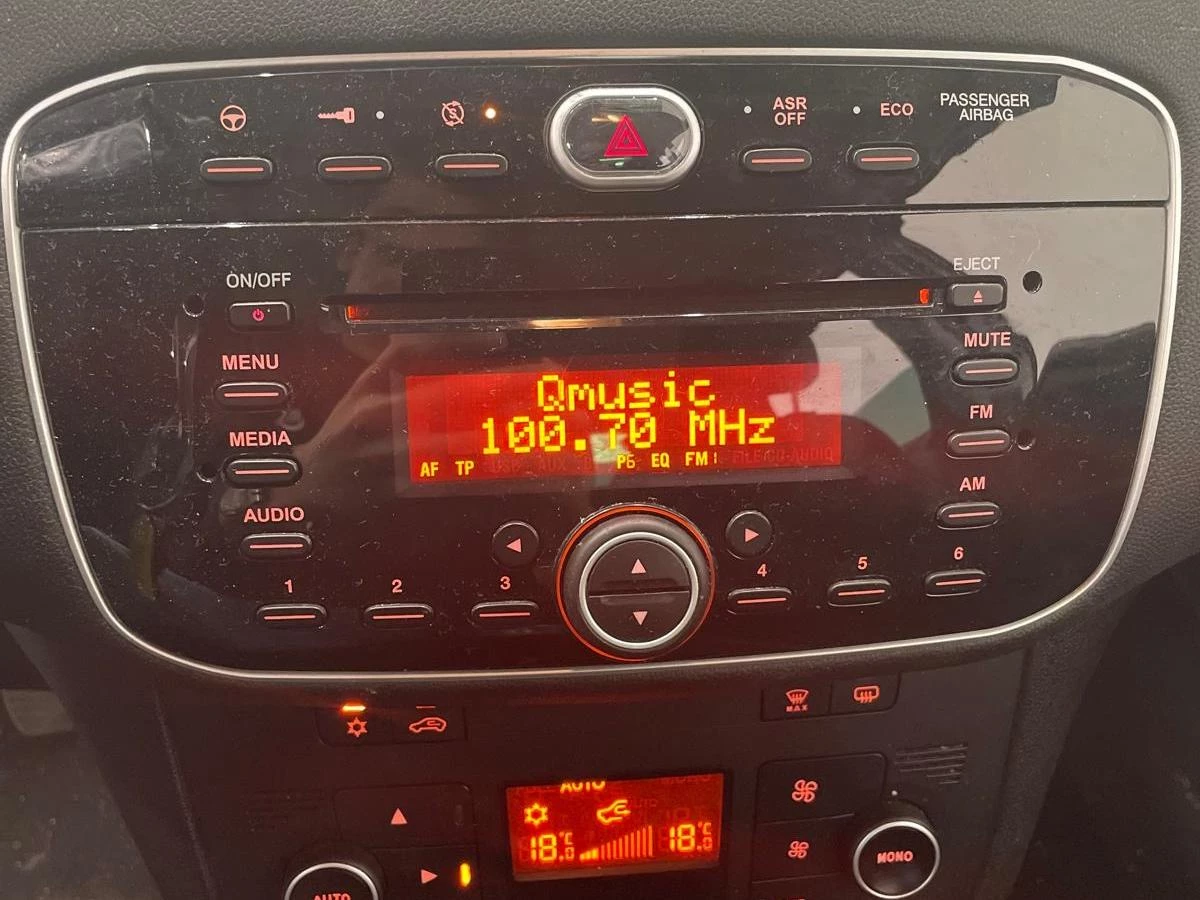 ASR
OFF
ECO
PASSENGER
AIRBAG
ON/OFF
EJECT
MENU
MUTE
MEDIA
FM
AUDIO
AM
Qmusic
100.70 MHz
AF TP P6 EQ FM
1 2 3 4 5 6
MAX
AUTO
18.0°C 18.0°C
AUTO
MONO